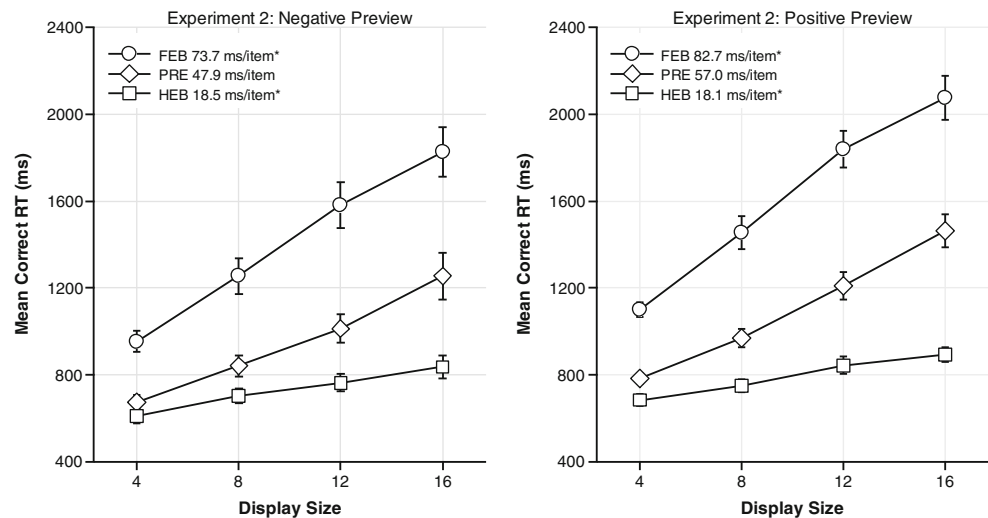 Experiment 2: Negative Preview
2400
2000
1600
1200
800
400
Mean Correct RT (ms)
FEB 73.7 ms/item*
PRE 47.9 ms/item
HEB 18.5 ms/item*
4 8 12 16
Display Size
Experiment 2: Positive Preview
2400
2000
1600
1200
800
400
Mean Correct RT (ms)
FEB 82.7 ms/item*
PRE 57.0 ms/item
HEB 18.1 ms/item*
4 8 12 16
Display Size